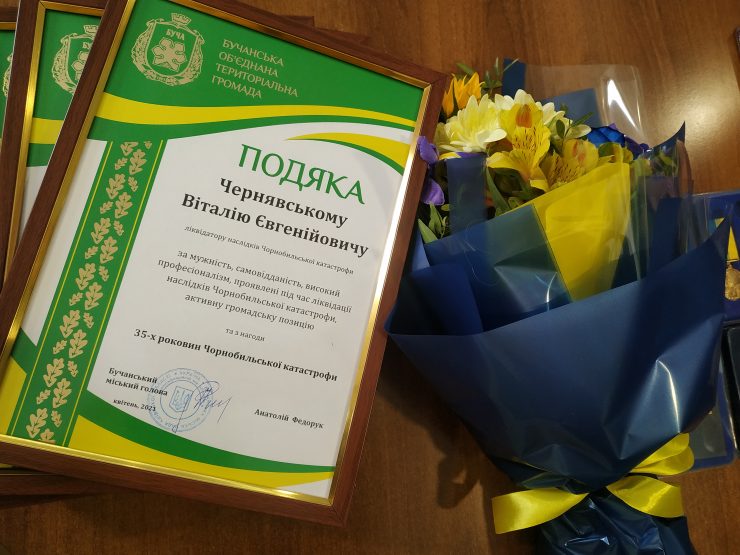 БУЧА
БУЧАНСЬКА
ОБ'ЄДНАНА
ТЕРИТОРІАЛЬНА
ГРОМАДА
ПОДЯКА
Чернявському
Віталію Євгенійовичу
ліквідатору наслідків Чорнобильської катастрофи
за мужність, самовідданість, високий
професіоналізм, проявлені під час ліквідації
наслідків Чорнобильської катастрофи,
активну громадську позицію
та з нагоди
35-х роковин Чорнобильської катастрофи
Бучанський
міський голова
квітень, 2021
Анатолій Федорук